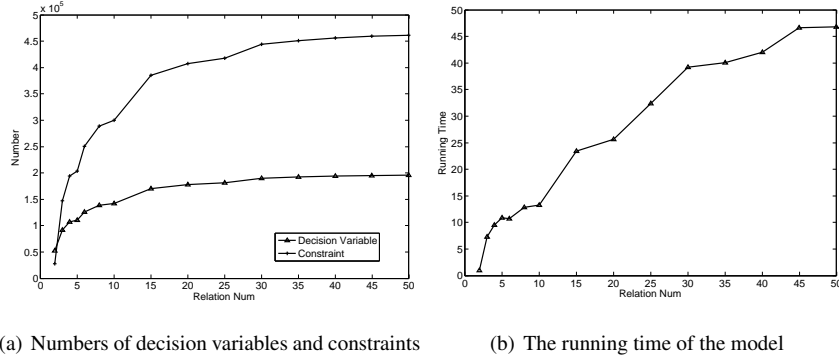 x 10⁵
5
4.5
4
3.5
3
2.5
2
1.5
1
0.5
0
Number
0 5 10 15 20 25 30 35 40 45 50
Relation Num
Decision Variable
Constraint
50
45
40
35
30
25
20
15
10
5
0
Running Time
0 5 10 15 20 25 30 35 40 45 50
Relation Num
(a) Numbers of decision variables and constraints
(b) The running time of the model